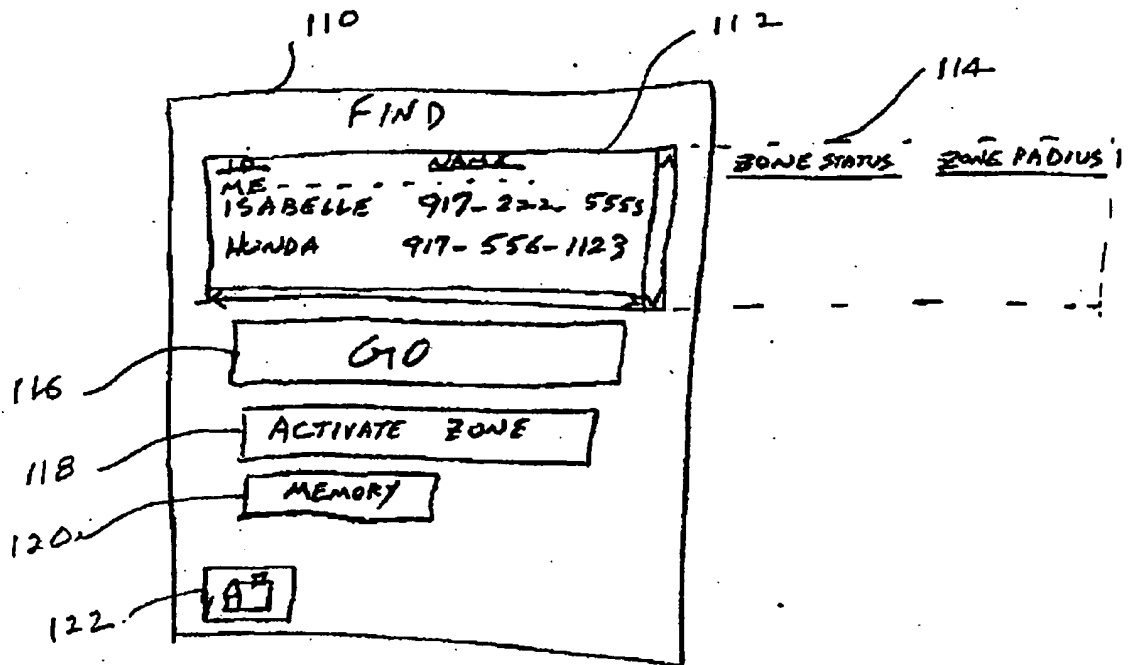 110
112
114
FIND
ID NAME ZONE STATUS ZONE RADIUS
ME
ISABELLE 917-222-5555
HONDA 917-556-1123
GO
116
ACTIVATE ZONE
118
MEMORY
120
122